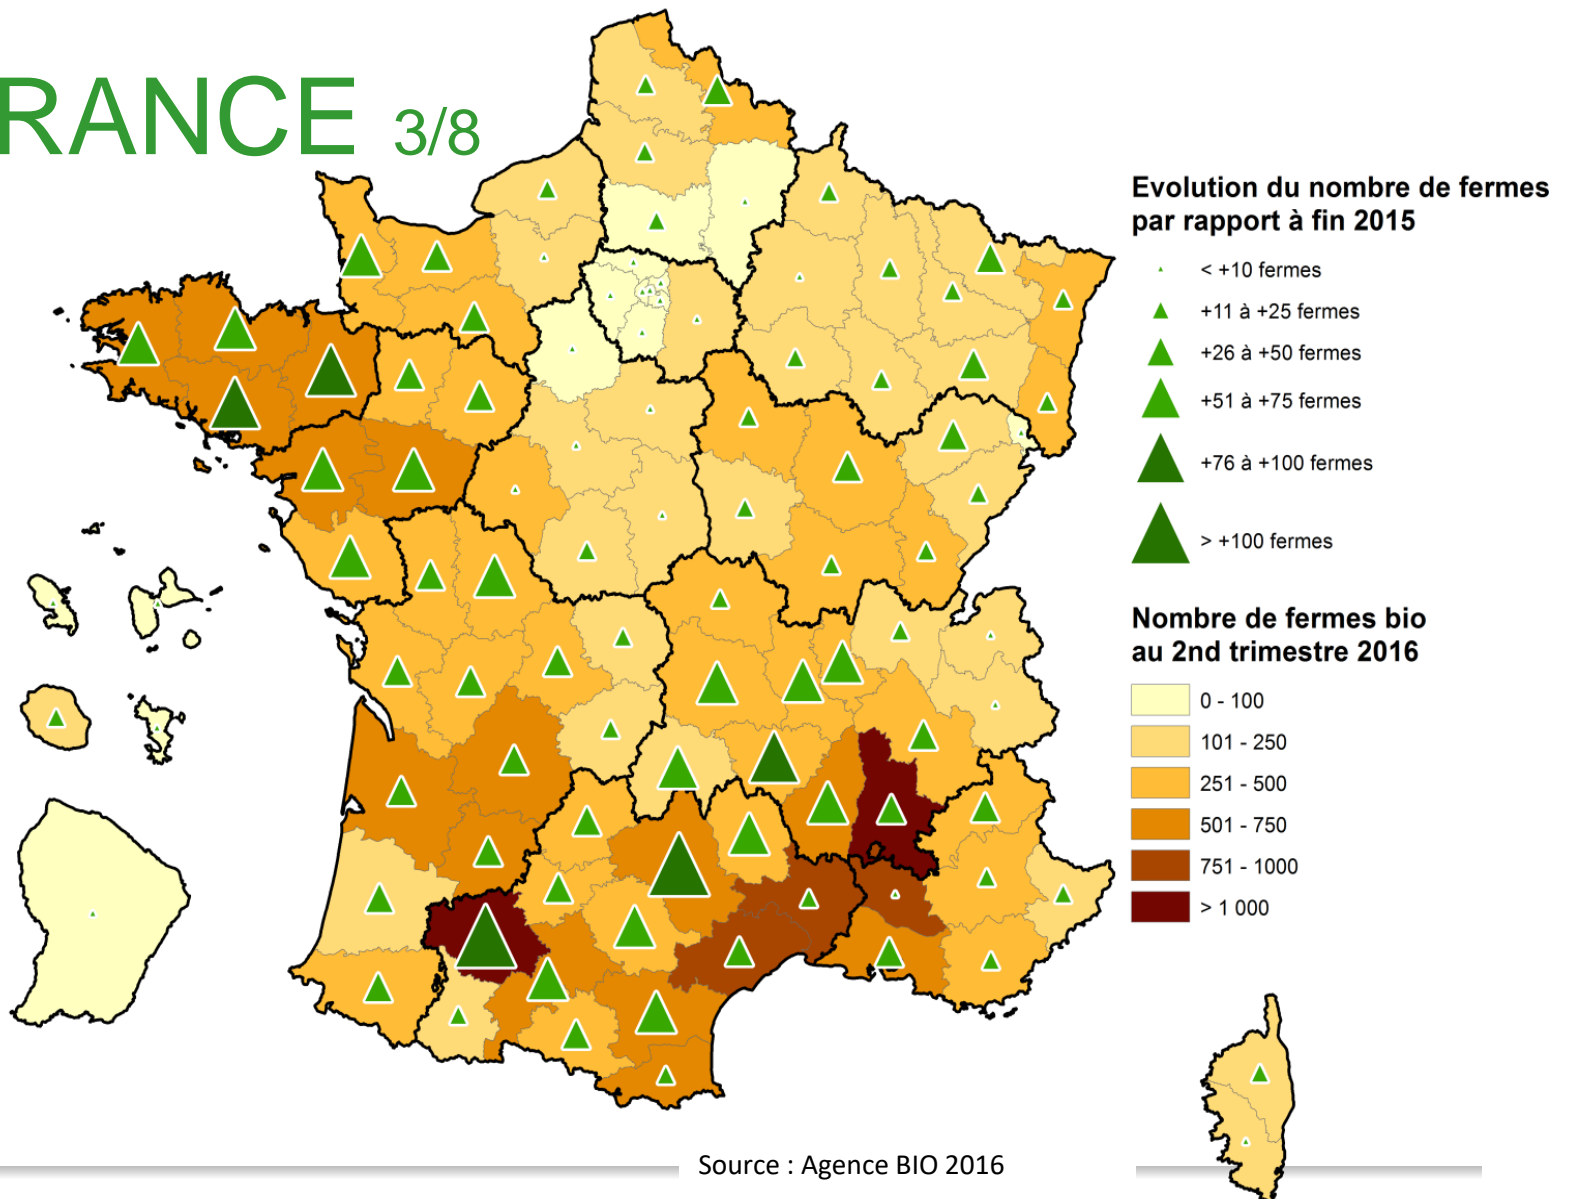 RANCE 3/8
Evolution du nombre de fermes
par rapport à fin 2015
< +10 fermes
+11 à +25 fermes
+26 à +50 fermes
+51 à +75 fermes
+76 à +100 fermes
> +100 fermes
Nombre de fermes bio
au 2nd trimestre 2016
0 - 100
101 - 250
251 - 500
501 - 750
751 - 1000
> 1 000
Source : Agence BIO 2016